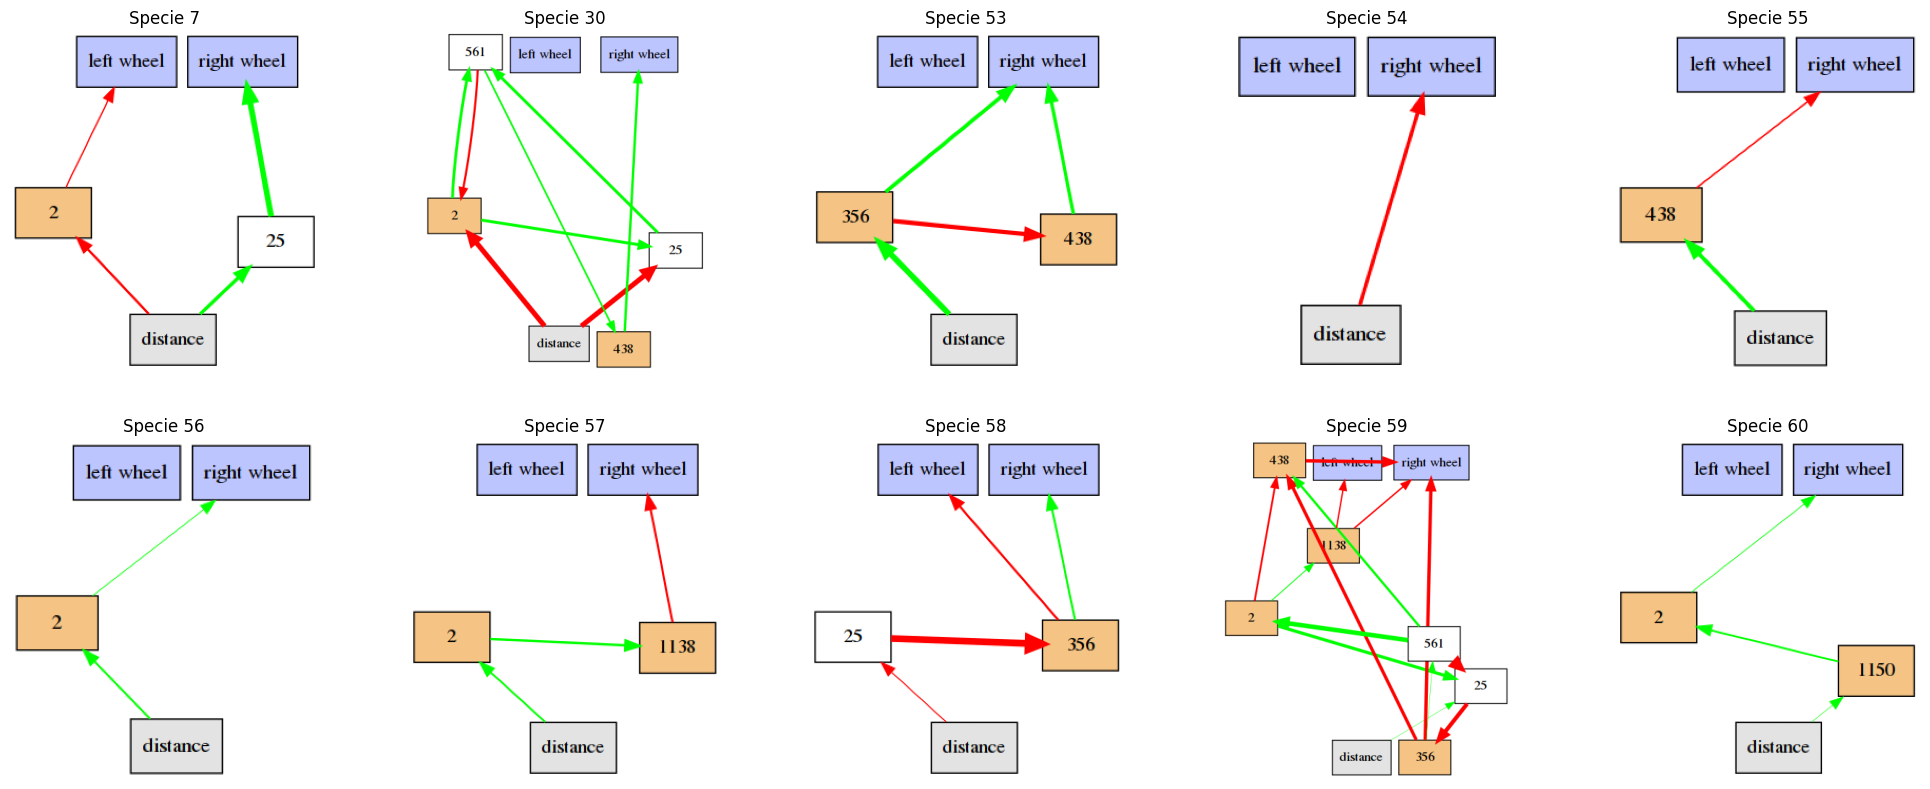 Specie 7
left wheel
right wheel
2
25
distance
Specie 30
561
left wheel
right wheel
2
25
distance
438
Specie 53
left wheel
right wheel
356
438
distance
Specie 54
left wheel
right wheel
distance
Specie 55
left wheel
right wheel
438
distance
Specie 56
left wheel
right wheel
2
distance
Specie 57
left wheel
right wheel
2
1138
distance
Specie 58
left wheel
right wheel
25
356
distance
Specie 59
438
left wheel
right wheel
1138
2
561
25
distance
356
Specie 60
left wheel
right wheel
2
1150
distance